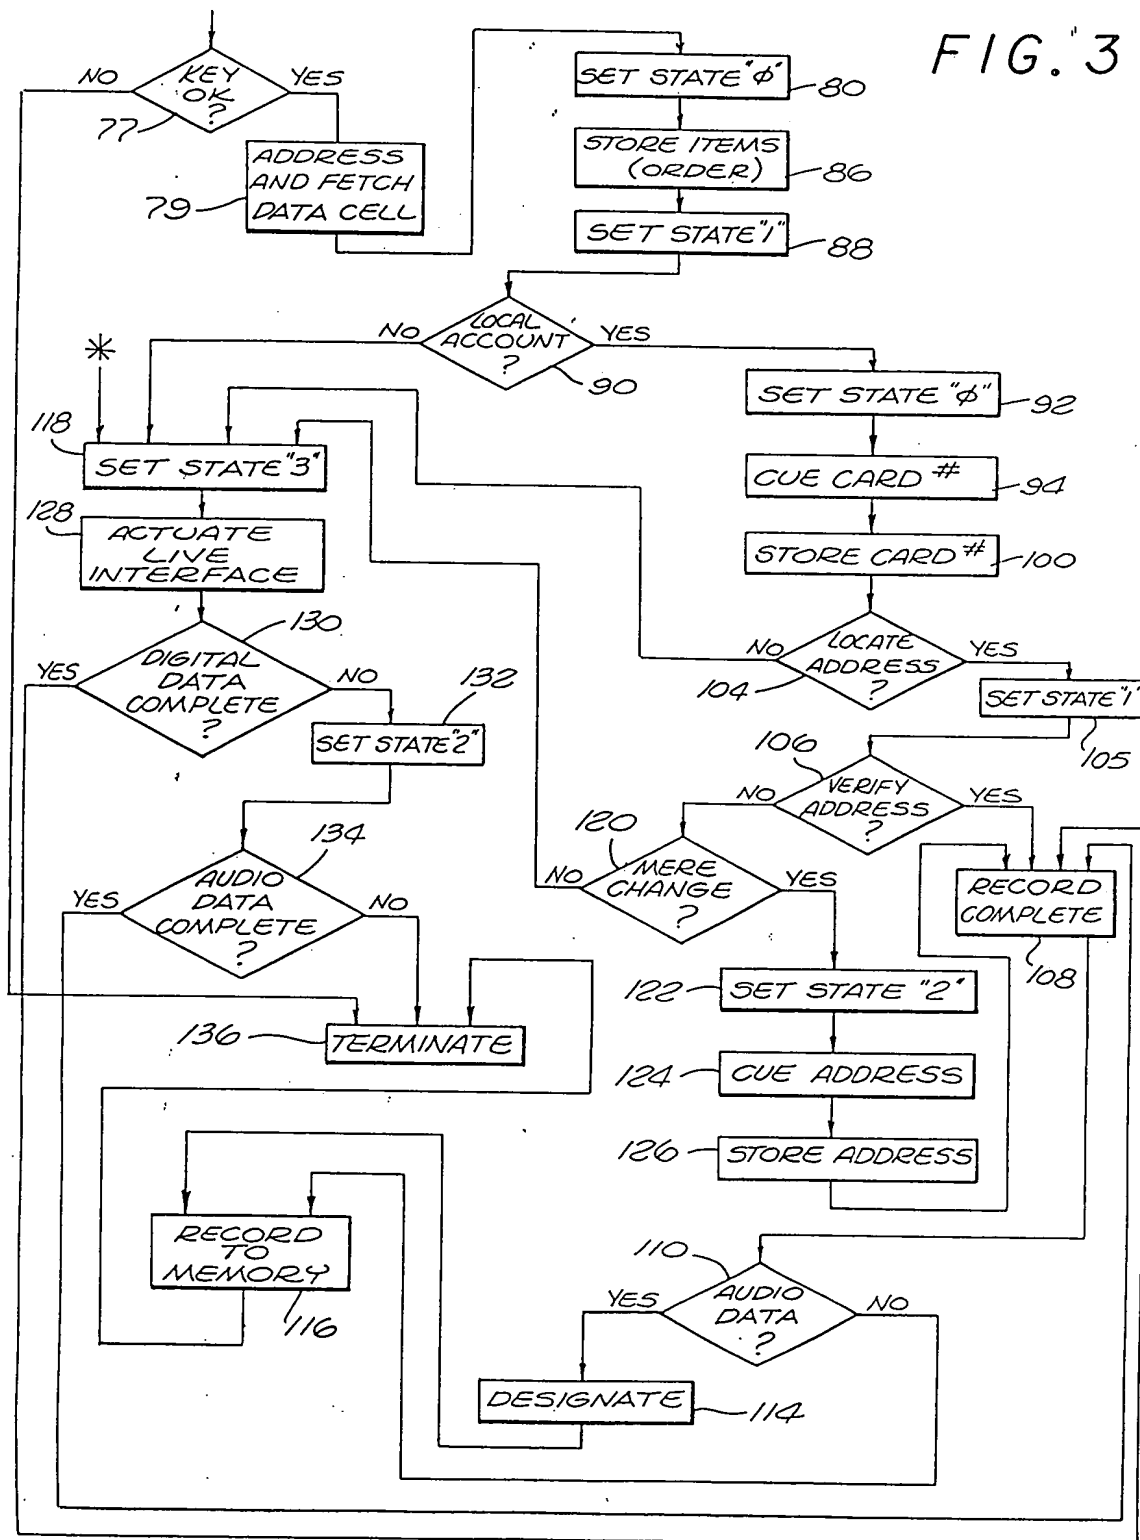 FIG. 3
NO
KEY
OK
?
YES
77
ADDRESS
AND FETCH
DATA CELL
79
SET STATE "φ"
80
STORE ITEMS
(ORDER)
86
SET STATE "1"
88
LOCAL
ACCOUNT
?
NO
YES
90
*
SET STATE "φ"
92
118
SET STATE "3"
CUE CARD #
94
128
ACTUATE
LIVE
INTERFACE
STORE CARD #
100
130
YES
DIGITAL
DATA
COMPLETE
?
NO
NO
LOCATE
ADDRESS
?
YES
104
132
SET STATE "2"
SET STATE "1"
105
106
NO
VERIFY
ADDRESS
?
YES
134
YES
AUDIO
DATA
COMPLETE
?
NO
120
NO
MERE
CHANGE
?
YES
RECORD
COMPLETE
108
122
SET STATE "2"
136
TERMINATE
124
CUE ADDRESS
126
STORE ADDRESS
RECORD
TO
MEMORY
116
110
YES
AUDIO
DATA
?
NO
DESIGNATE
114